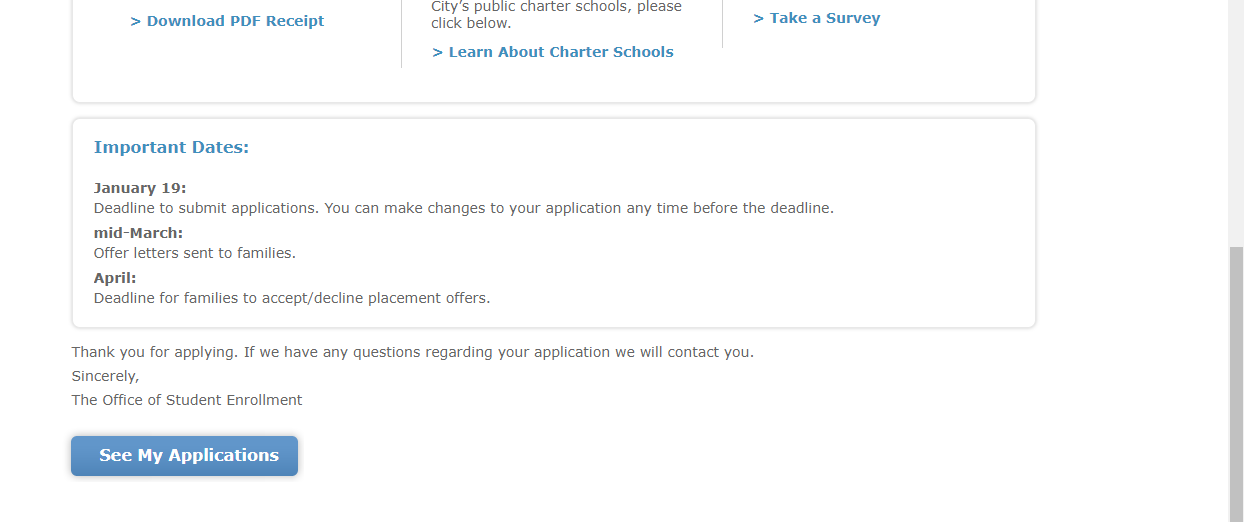 > Download PDF Receipt
City’s public charter schools, please
click below.
> Learn About Charter Schools
> Take a Survey
Important Dates:
January 19:
Deadline to submit applications. You can make changes to your application any time before the deadline.
mid-March:
Offer letters sent to families.
April:
Deadline for families to accept/decline placement offers.
Thank you for applying. If we have any questions regarding your application we will contact you.
Sincerely,
The Office of Student Enrollment
See My Applications